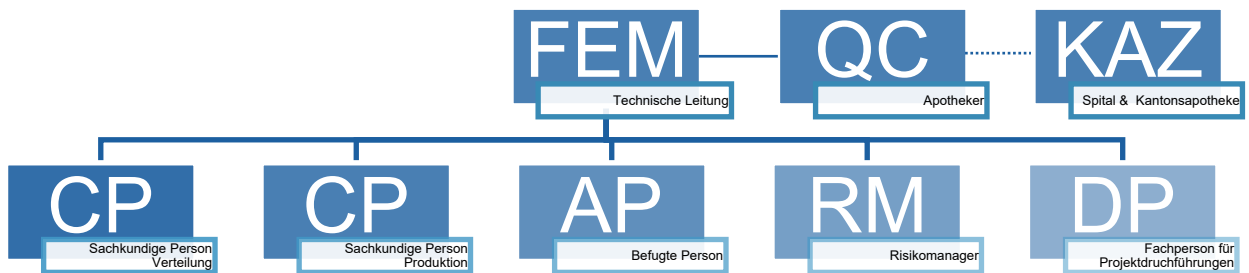 FEM
Technische Leitung
QC
Apotheker
KAZ
Spital & Kantonsapotheke
CP
Sachkundige Person
Verteilung
CP
Sachkundige Person
Produktion
AP
Befugte Person
RM
Risikomanager
DP
Fachperson für
Projektdruchführungen